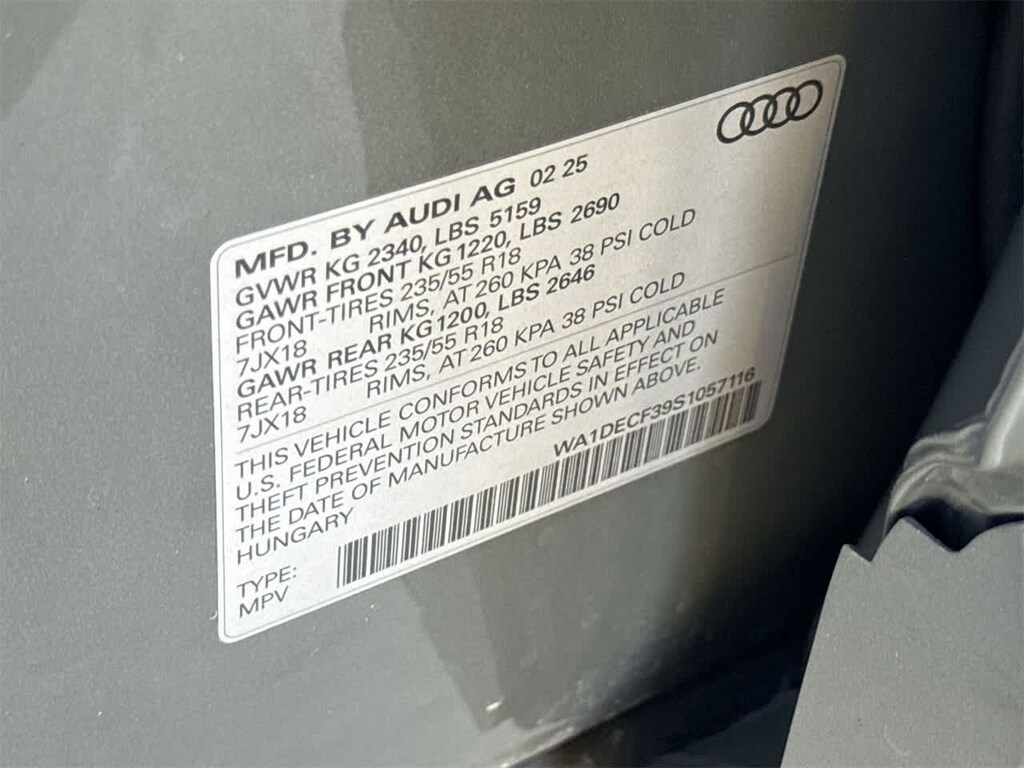 MFD. BY AUDI AG 02 25
GVWR KG 2340, LBS 5159
GAWR FRONT KG 1220, LBS 2690
FRONT-TIRES 235/55 R18
7JX18 RIMS, AT 260 KPA 38 PSI COLD
GAWR REAR KG 1200, LBS 2646
REAR-TIRES 235/55 R18
7JX18 RIMS, AT 260 KPA 38 PSI COLD
THIS VEHICLE CONFORMS TO ALL APPLICABLE
U.S. FEDERAL MOTOR VEHICLE SAFETY AND
THEFT PREVENTION STANDARDS IN EFFECT ON
THE DATE OF MANUFACTURE SHOWN ABOVE.
HUNGARY WA1DECF39S1057116
TYPE:
MPV